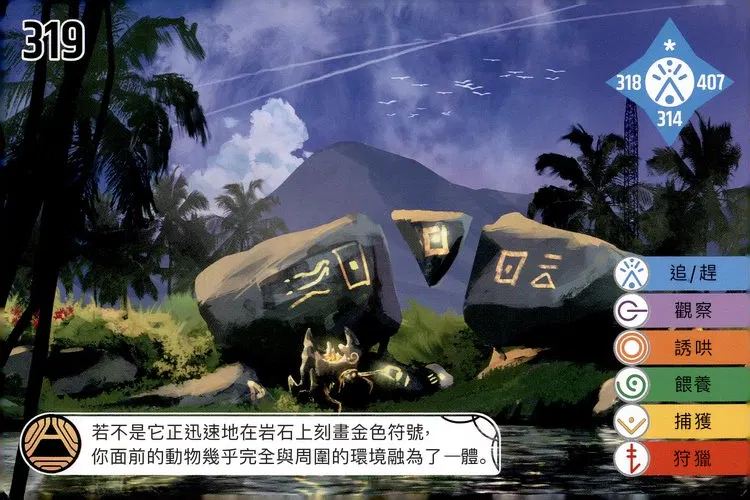 319
*
318 407
314
追/趕
觀察
誘哄
餵養
捕獲
狩獵
若不是它正迅速地在岩石上刻畫金色符號，
你面前的動物幾乎完全與周圍的環境融為了一體。